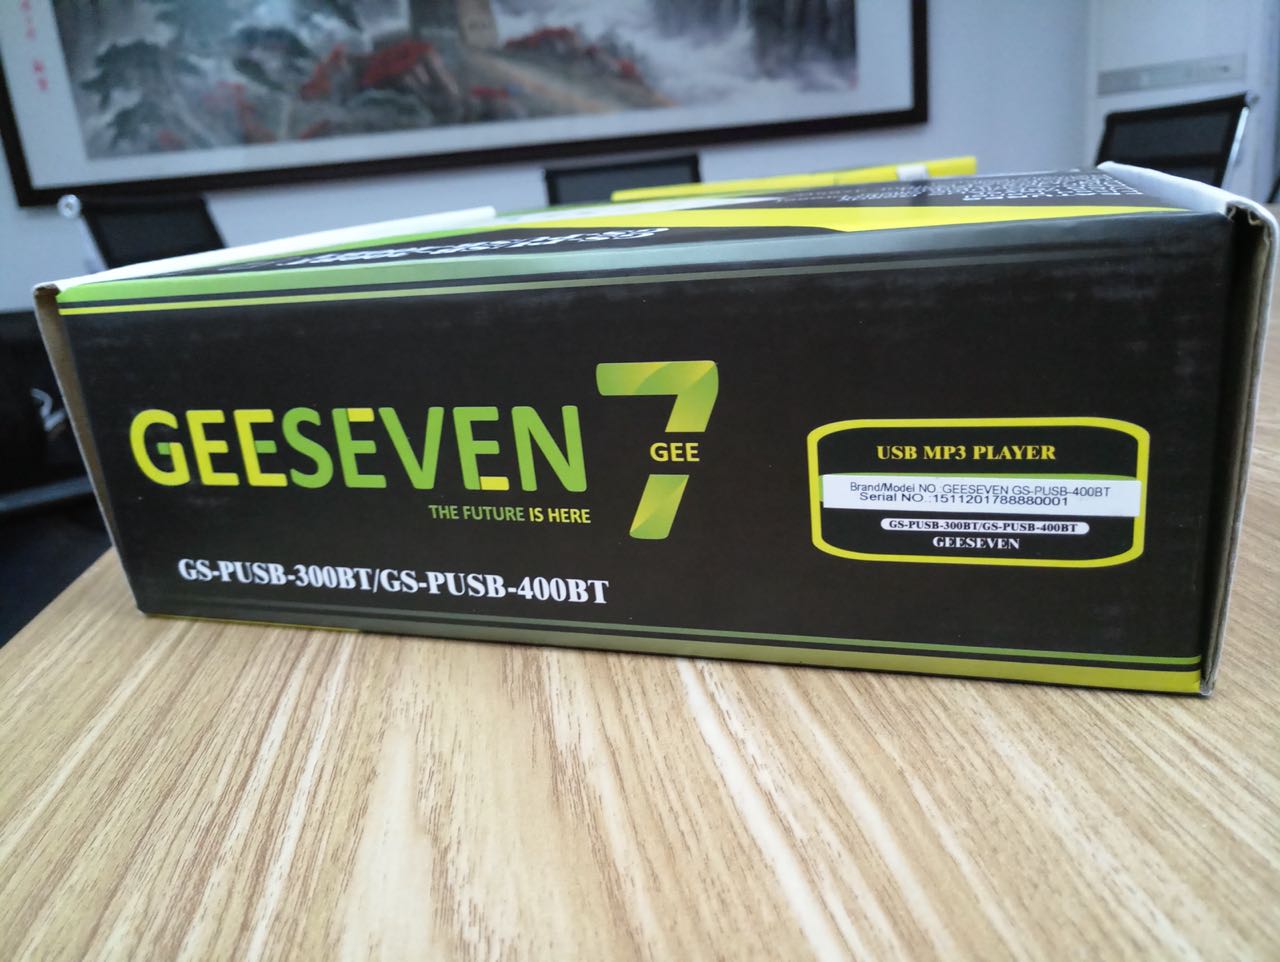 GEESEVEN 7
GEE
THE FUTURE IS HERE
GS-PUSB-300BT/GS-PUSB-400BT
USB MP3 PLAYER
Brand/Model NO :GEESEVEN GS-PUSB-400BT
Serial NO.:1511201788880001
GS-PUSB-300BT/GS-PUSB-400BT
GEESEVEN